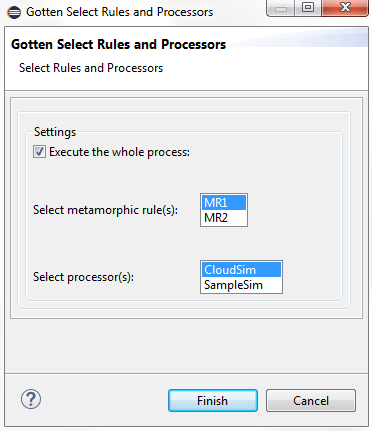 Gotten Select Rules and Processors
Gotten Select Rules and Processors
Select Rules and Processors
Settings
Execute the whole process:
Select metamorphic rule(s):
MR1
MR2
Select processor(s):
CloudSim
SampleSim
?
Finish
Cancel